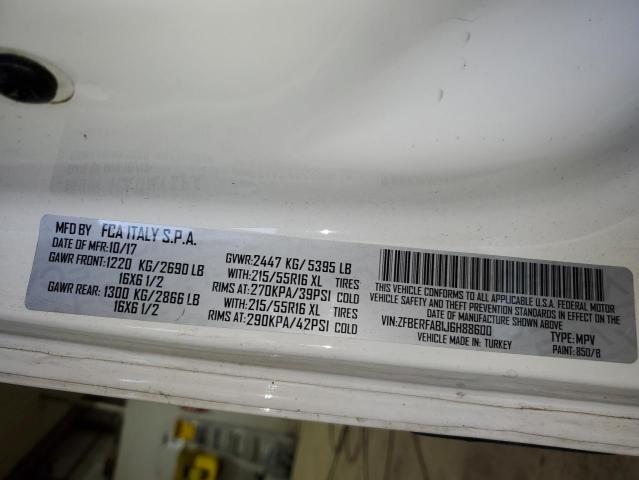 MFD BY FCA ITALY S.P.A.
DATE OF MFR:10/17 GVWR:2447 KG/5395 LB
GAWR FRONT:1220 KG/2690 LB WITH:215/55R16 XL TIRES
16X6 1/2 RIMS AT:270KPA/39PSI COLD
GAWR REAR: 1300 KG/2866 LB WITH:215/55R16 XL TIRES
16X6 1/2 RIMS AT:290KPA/42PSI COLD
THIS VEHICLE CONFORMS TO ALL APPLICABLE U.S.A. FEDERAL MOTOR
VEHICLE SAFETY, BUMPER, AND THEFT PREVENTION STANDARDS
IN EFFECT ON THE DATE OF MANUFACTURE SHOWN ABOVE.
VIN:ZFBERFAB1J6H88600 TYPE: MPV
VEHICLE MADE IN: TURKEY PAINT: 850/B